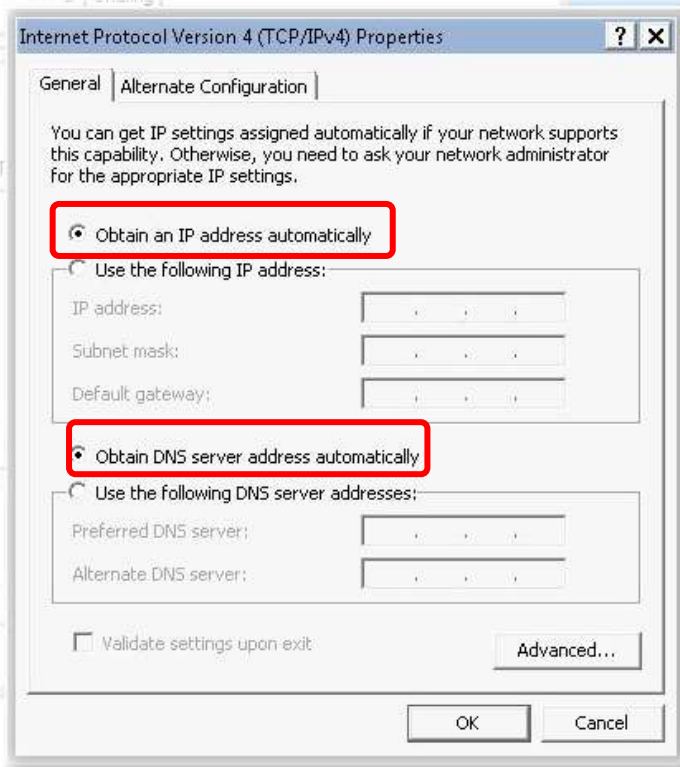 Internet Protocol Version 4 (TCP/IPv4) Properties
General
Alternate Configuration
You can get IP settings assigned automatically if your network supports
this capability. Otherwise, you need to ask your network administrator
for the appropriate IP settings.
Obtain an IP address automatically
Use the following IP address:
IP address:
Subnet mask:
Default gateway:
Obtain DNS server address automatically
Use the following DNS server addresses:
Preferred DNS server:
Alternate DNS server:
Validate settings upon exit
Advanced...
OK
Cancel